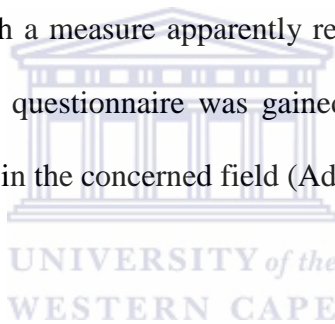 h a measure apparently re
questionnaire was gained
in the concerned field (Ad
UNIVERSITY of the
WESTERN CAPE